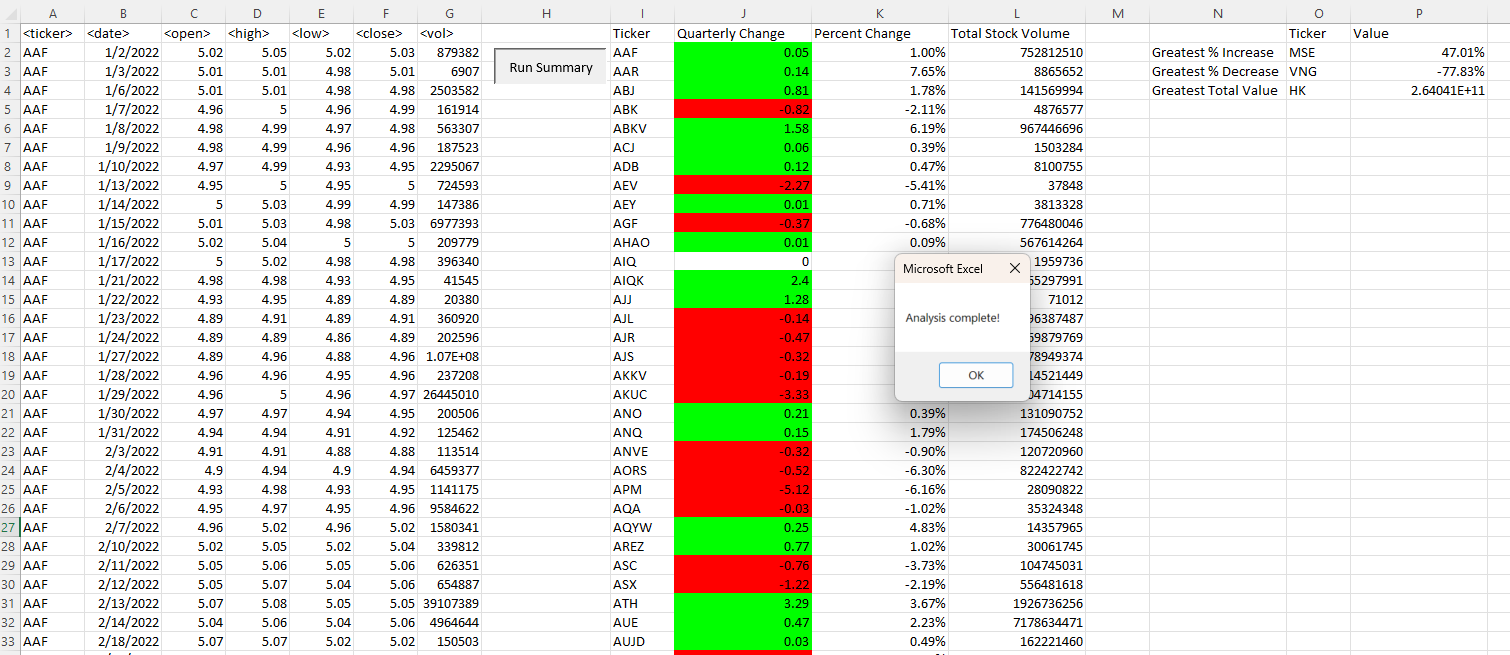 A B C D E F G H I J K L M N O P
1 <ticker> <date> <open> <high> <low> <close> <vol> Ticker Quarterly Change Percent Change Total Stock Volume Ticker Value
2 AAF 1/2/2022 5.02 5.05 5.02 5.03 879382 AAF 0.05 1.00% 752812510 Greatest % Increase MSE 47.01%
Run Summary
3 AAF 1/3/2022 5.01 5.01 4.98 5.01 6907 AAR 0.14 7.65% 8865652 Greatest % Decrease VNG -77.83%
4 AAF 1/6/2022 5.01 5.01 4.98 4.98 2503582 ABJ 0.81 1.78% 141569994 Greatest Total Value HK 2.64041E+11
5 AAF 1/7/2022 4.96 5 4.96 4.99 161914 ABK -0.82 -2.11% 4876577
6 AAF 1/8/2022 4.98 4.99 4.97 4.98 563307 ABKV 1.58 6.19% 967446696
7 AAF 1/9/2022 4.98 4.99 4.96 4.96 187523 ACJ 0.06 0.39% 1503284
8 AAF 1/10/2022 4.97 4.99 4.93 4.95 2295067 ADB 0.12 0.47% 8100755
9 AAF 1/13/2022 4.95 5 4.95 5 724593 AEV -2.27 -5.41% 37848
10 AAF 1/14/2022 5 5.03 4.99 4.99 147386 AEY 0.01 0.71% 3813328
11 AAF 1/15/2022 5.01 5.03 4.98 5.03 6977393 AGF -0.37 -0.68% 776480046
12 AAF 1/16/2022 5.02 5.04 5 5 209779 AHAO 0.01 0.09% 567614264
13 AAF 1/17/2022 5 5.02 4.98 4.98 396340 AIQ 0 1959736
Microsoft Excel
14 AAF 1/21/2022 4.98 4.98 4.93 4.95 41545 AIQK 2.4 65297991
15 AAF 1/22/2022 4.93 4.95 4.89 4.89 20380 AJJ 1.28 71012
16 AAF 1/23/2022 4.89 4.91 4.89 4.91 360920 AJL -0.14 96387487
Analysis complete!
17 AAF 1/24/2022 4.89 4.89 4.86 4.89 202596 AJR -0.47 59879769
18 AAF 1/27/2022 4.89 4.96 4.88 4.96 1.07E+08 AJS -0.32 78949374
19 AAF 1/28/2022 4.96 4.96 4.95 4.96 237208 AKKV -0.19 14521449
OK
20 AAF 1/29/2022 4.96 5 4.96 4.97 26445010 AKUC -3.33 04714155
21 AAF 1/30/2022 4.97 4.97 4.94 4.95 200506 ANO 0.21 0.39% 131090752
22 AAF 1/31/2022 4.94 4.94 4.91 4.92 125462 ANQ 0.15 1.79% 174506248
23 AAF 2/3/2022 4.91 4.91 4.88 4.88 113514 ANVE -0.32 -0.90% 120720960
24 AAF 2/4/2022 4.9 4.94 4.9 4.94 6459377 AORS -0.52 -6.30% 822422742
25 AAF 2/5/2022 4.93 4.98 4.93 4.95 1141175 APM -5.12 -6.16% 28090822
26 AAF 2/6/2022 4.95 4.97 4.95 4.96 9584622 AQA -0.03 -1.02% 35324348
27 AAF 2/7/2022 4.96 5.02 4.96 5.02 1580341 AQYW 0.25 4.83% 14357965
28 AAF 2/10/2022 5.02 5.05 5.02 5.04 339812 AREZ 0.77 1.02% 30061745
29 AAF 2/11/2022 5.05 5.06 5.05 5.06 626351 ASC -0.76 -3.73% 104745031
30 AAF 2/12/2022 5.05 5.07 5.04 5.06 654887 ASX -1.22 -2.19% 556481618
31 AAF 2/13/2022 5.07 5.08 5.05 5.05 39107389 ATH 3.29 3.67% 1926736256
32 AAF 2/14/2022 5.04 5.06 5.04 5.06 4964644 AUE 0.47 2.23% 7178634471
33 AAF 2/18/2022 5.07 5.07 5.02 5.02 150503 AUJD 0.03 0.49% 162221460